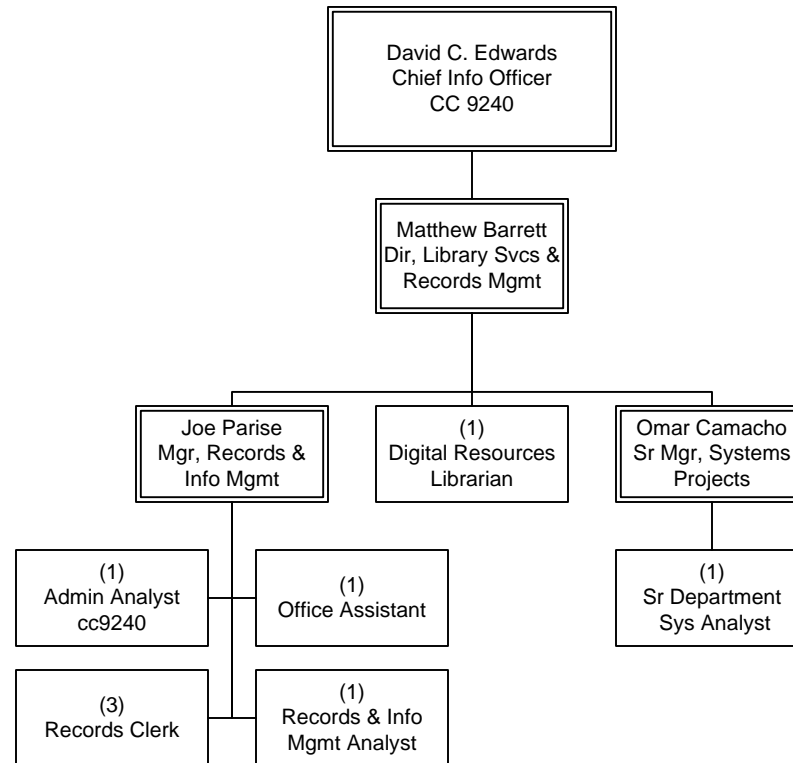 David C. Edwards
Chief Info Officer
CC 9240
Matthew Barrett
Dir, Library Svcs &
Records Mgmt
Joe Parise
Mgr, Records &
Info Mgmt
(1)
Digital Resources
Librarian
Omar Camacho
Sr Mgr, Systems
Projects
(1)
Admin Analyst
cc9240
(1)
Office Assistant
(1)
Sr Department
Sys Analyst
(3)
Records Clerk
(1)
Records & Info
Mgmt Analyst